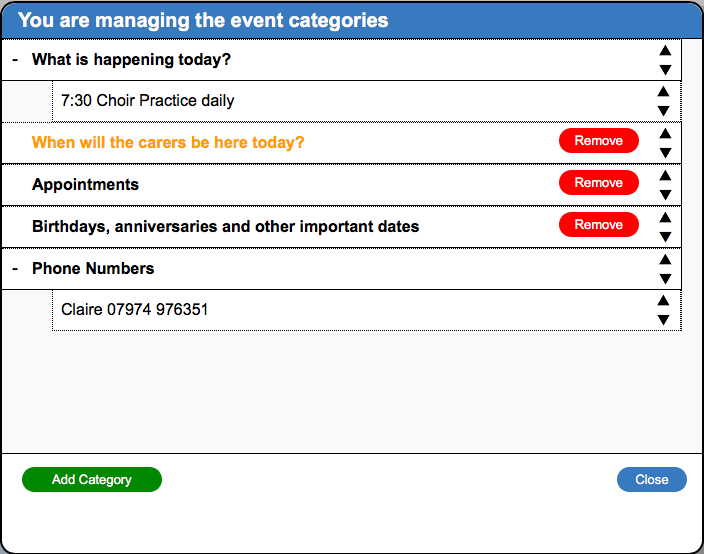 You are managing the event categories
- What is happening today?
7:30 Choir Practice daily
When will the carers be here today? Remove
Appointments Remove
Birthdays, anniversaries and other important dates Remove
- Phone Numbers
Claire 07974 976351
Add Category Close